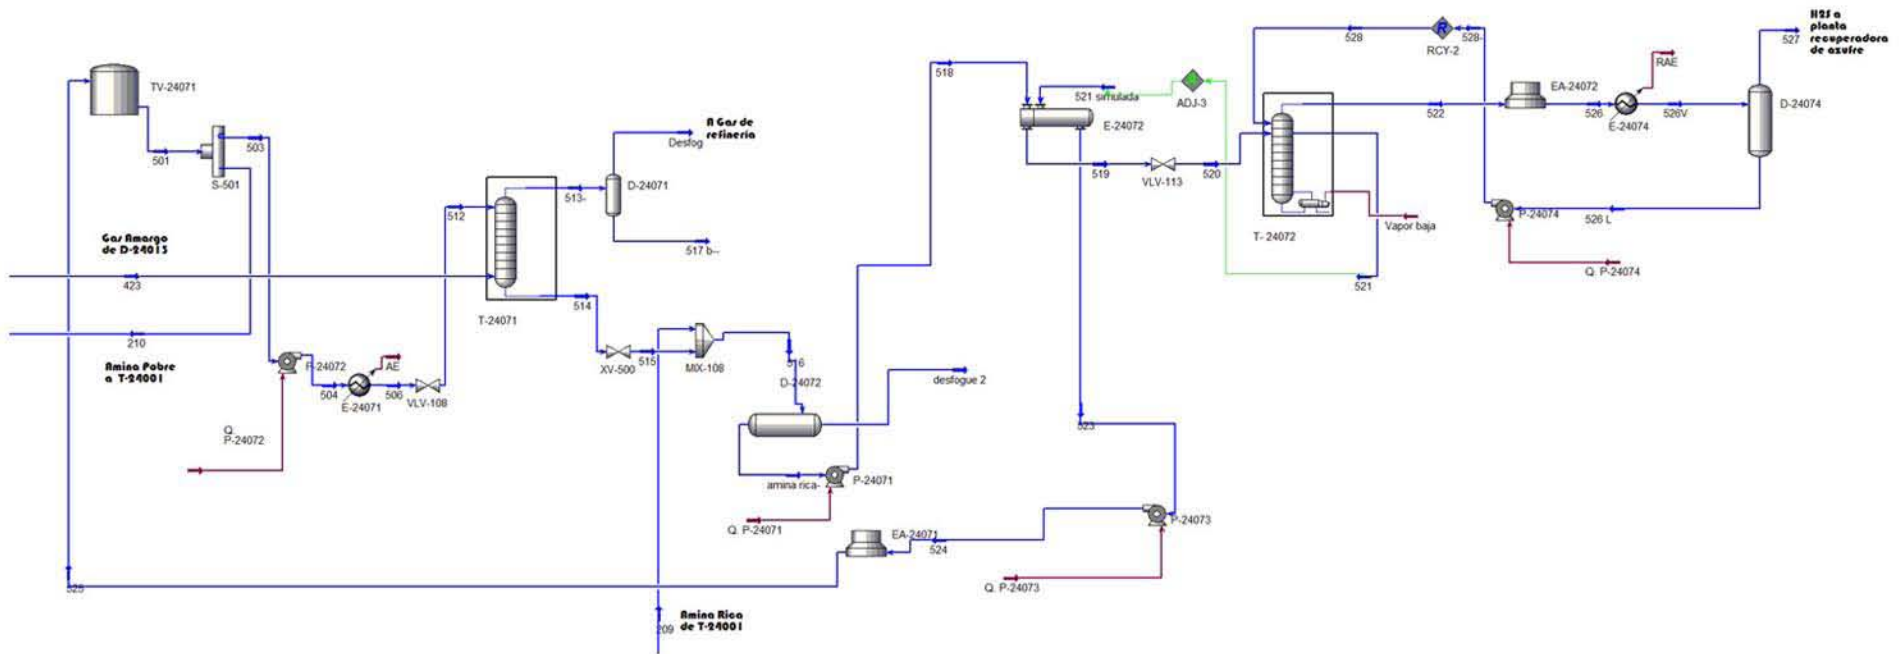 H2S a
planta
recuperadora
de azufre
527
528
528-
RCY-2
RAE
518
EA-24072
TV-24071
521 simulada
ADJ-3
D-24074
E-24072
522
526
526V
E-24074
A Gas de
refinería
Desfog
501
503
S-501
519
VLV-113
520
D-24071
513-
P-24074
526 L
512
Vapor baja
T- 24072
Gas Amargo
de D-24013
517 b--
423
Q. P-24074
521
514
T-24071
210
515
Amina Pobre
a T-24001
P-24072
AE
XV-500
MIX-108
516
D-24072
desfogue 2
504
506
E-24071
VLV-108
523
Q.
P-24072
amina rica-
P-24071
Q. P-24071
P-24073
EA-24071
524
525
Q. P-24073
209
Amina Rica
de T-24001